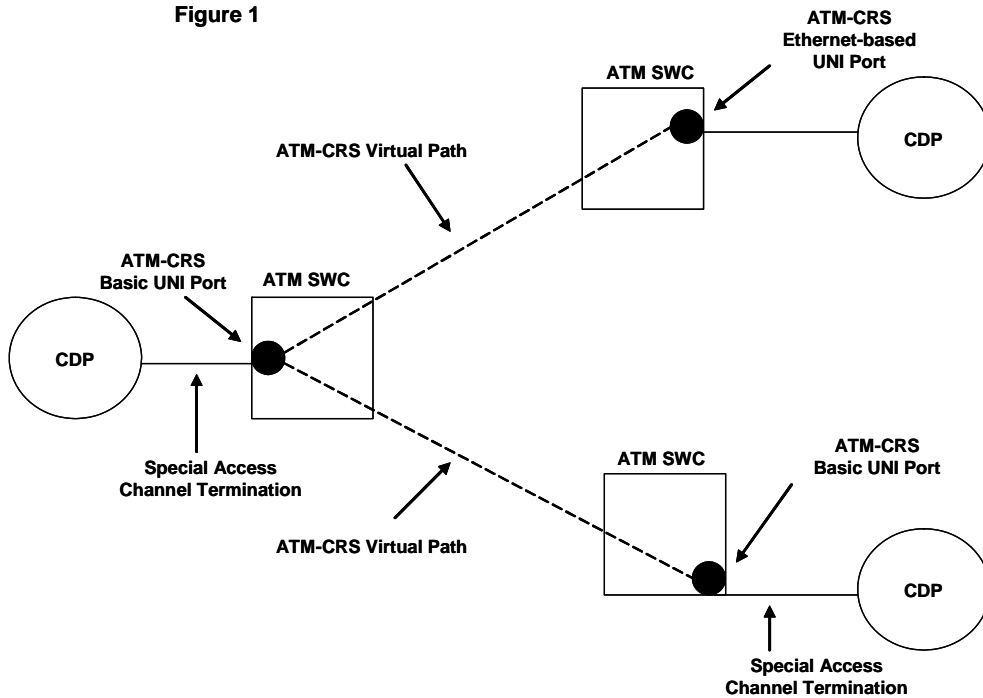 Figure 1
ATM-CRS
Ethernet-based
UNI Port
ATM SWC
CDP
ATM-CRS Virtual Path
ATM-CRS
Basic UNI Port
ATM SWC
CDP
Special Access
Channel Termination
ATM-CRS Virtual Path
ATM SWC
ATM-CRS
Basic UNI Port
CDP
Special Access
Channel Termination